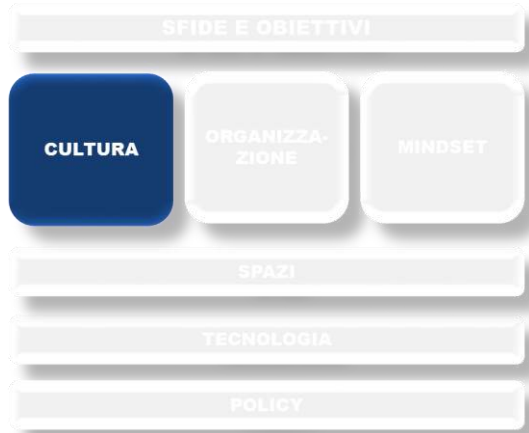 SFIDE E OBIETTIVI
CULTURA
ORGANIZZA-
ZIONE
MINDSET
SPAZI
TECNOLOGIA
POLICY